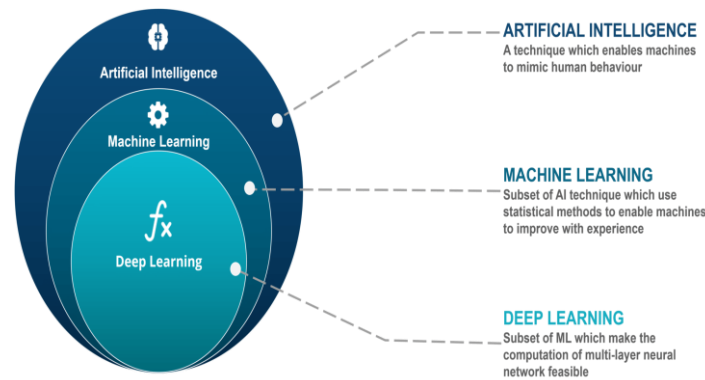 Artificial Intelligence
Machine Learning
fx
Deep Learning
ARTIFICIAL INTELLIGENCE
A technique which enables machines
to mimic human behaviour
MACHINE LEARNING
Subset of AI technique which use
statistical methods to enable machines
to improve with experience
DEEP LEARNING
Subset of ML which make the
computation of multi-layer neural
network feasible